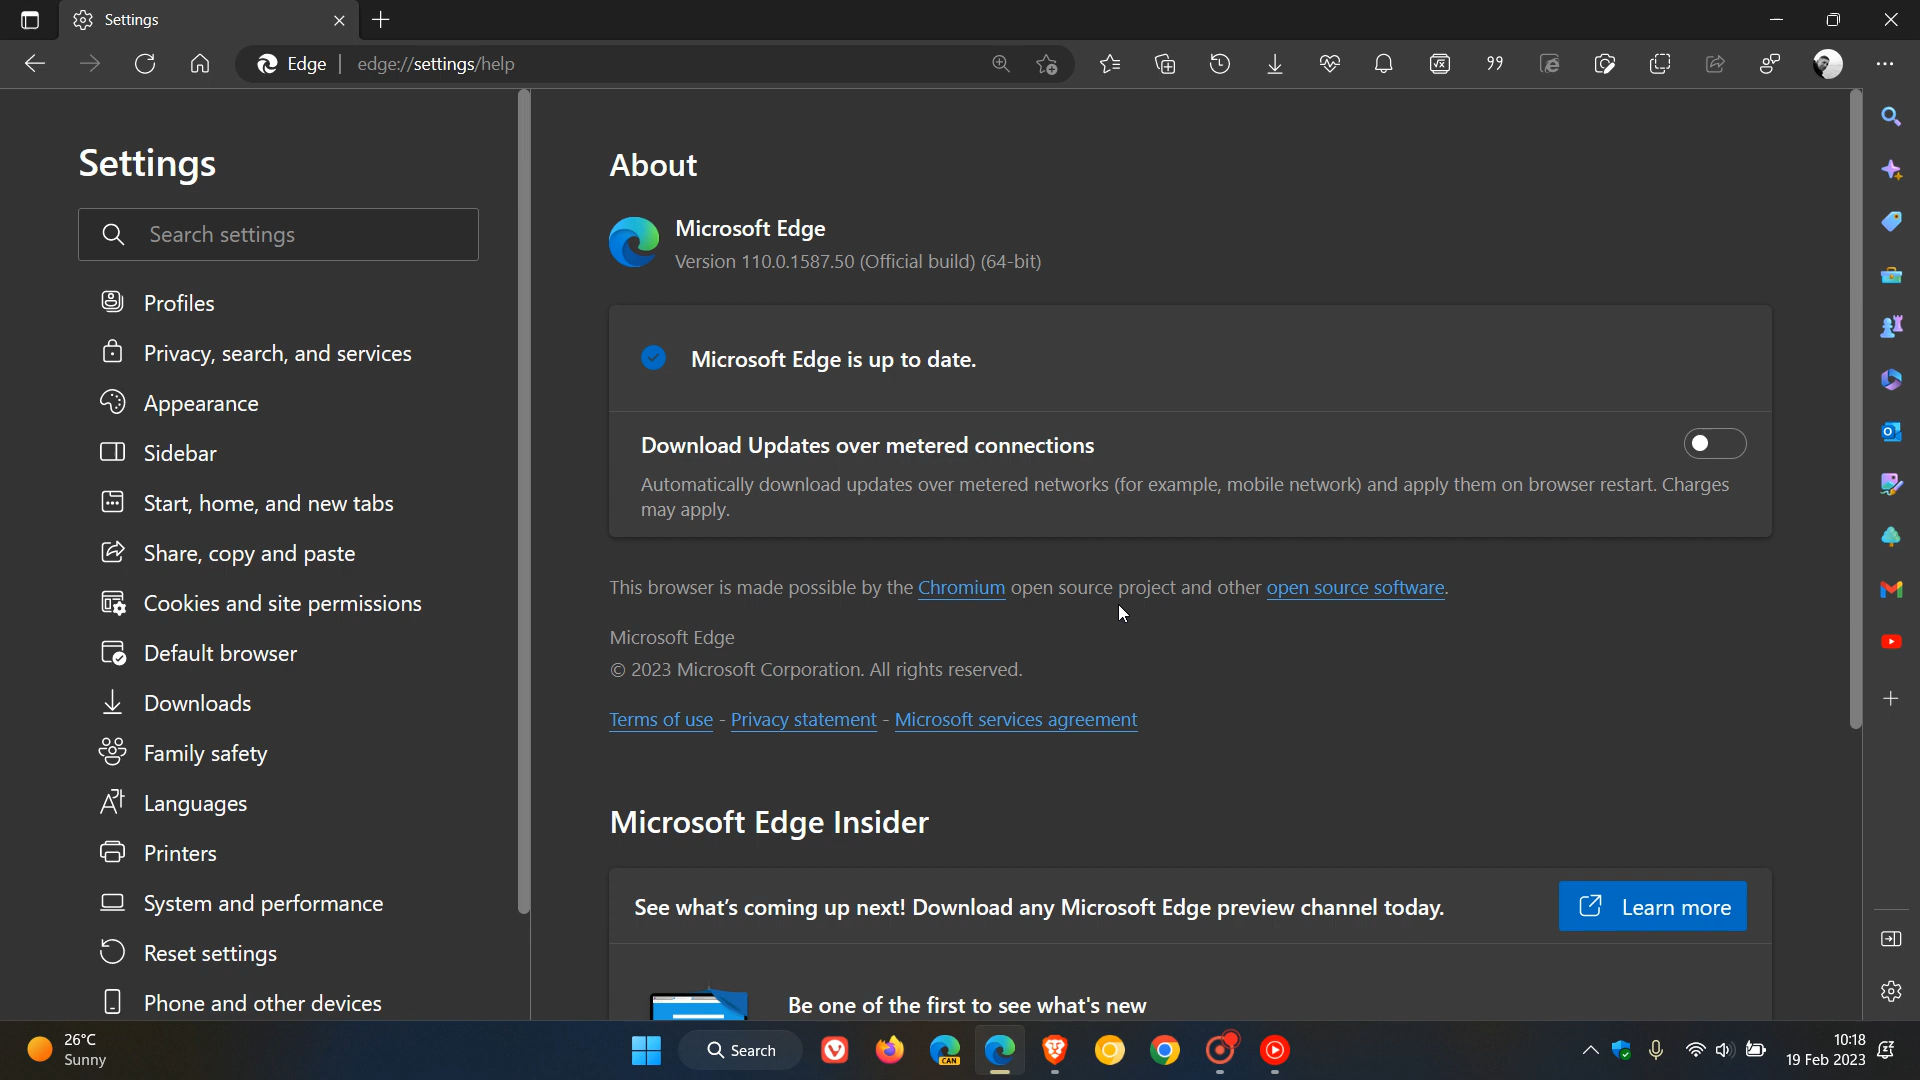 Settings
Edge
edge://settings/help
Settings
Search settings
Profiles
Privacy, search, and services
Appearance
Sidebar
Start, home, and new tabs
Share, copy and paste
Cookies and site permissions
Default browser
Downloads
Family safety
Languages
Printers
System and performance
Reset settings
Phone and other devices
About
Microsoft Edge
Version 110.0.1587.50 (Official build) (64-bit)
Microsoft Edge is up to date.
Download Updates over metered connections
Automatically download updates over metered networks (for example, mobile network) and apply them on browser restart. Charges
may apply.
This browser is made possible by the Chromium open source project and other open source software.
Microsoft Edge
© 2023 Microsoft Corporation. All rights reserved.
Terms of use - Privacy statement - Microsoft services agreement
Microsoft Edge Insider
See what's coming up next! Download any Microsoft Edge preview channel today.
Learn more
Be one of the first to see what's new
26°C
Sunny
Search
CAN
10:18
19 Feb 2023